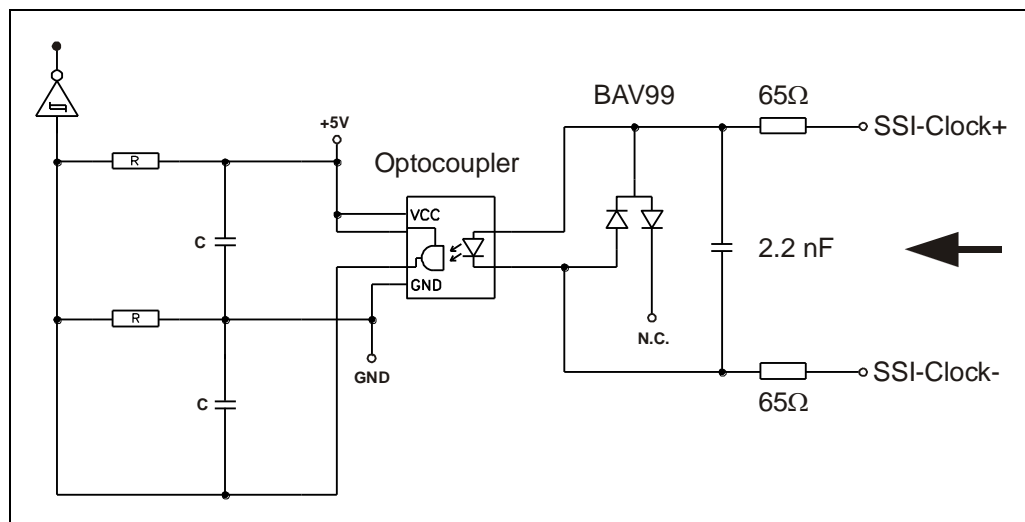 BAV99
65Ω
SSI-Clock+
+5V
R
Optocoupler
VCC
C
2.2 nF
GND
R
N.C.
GND
SSI-Clock-
65Ω
C